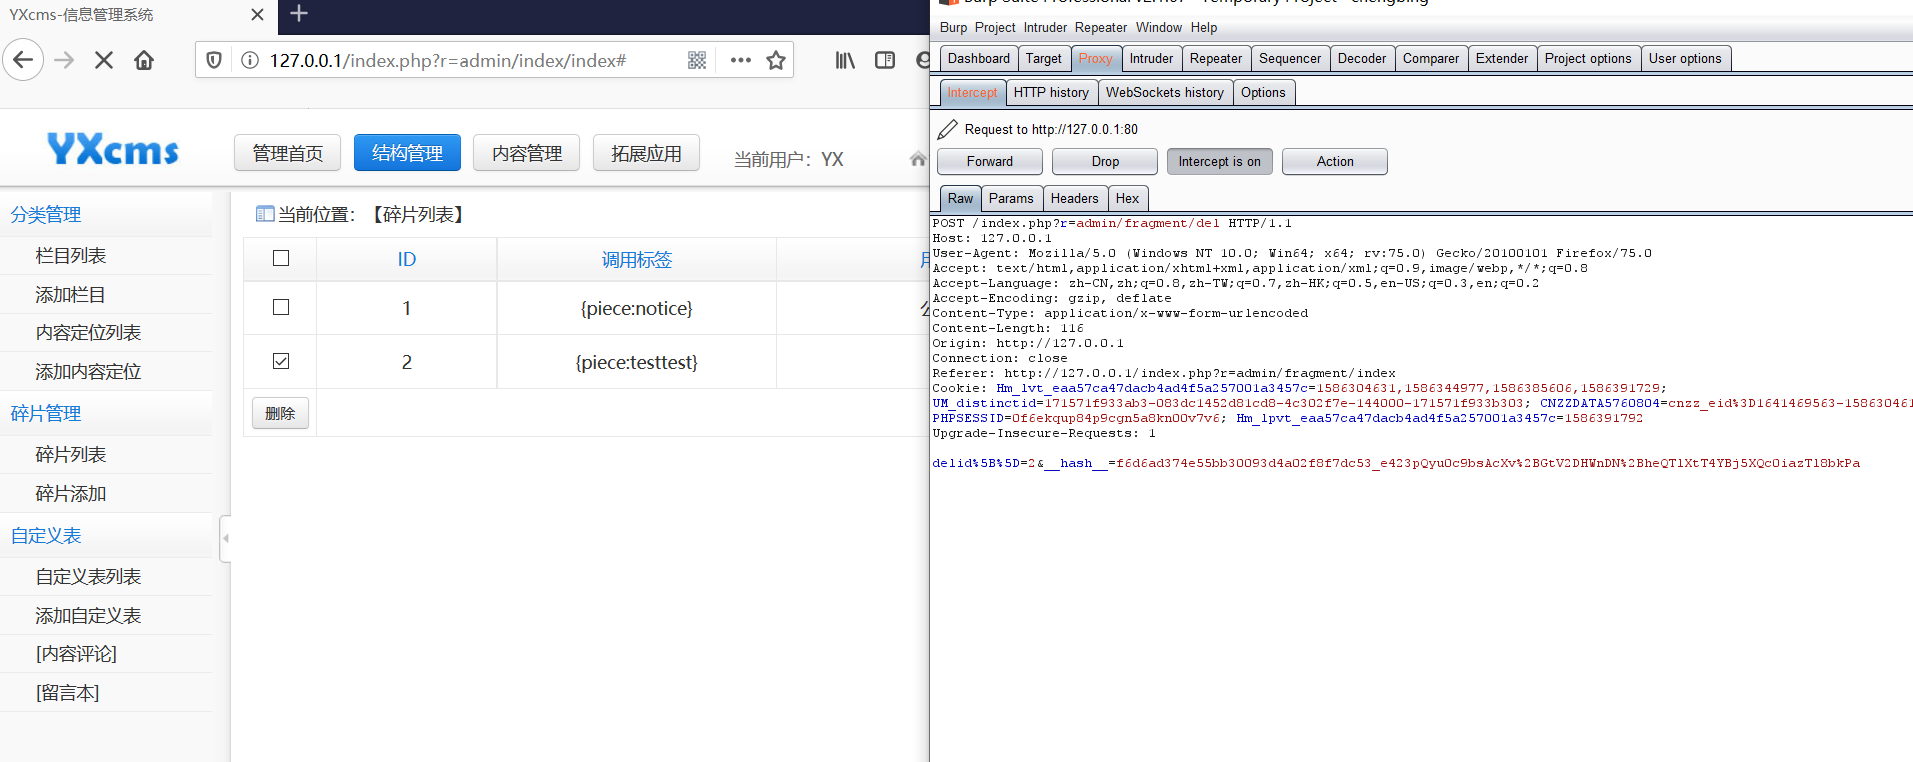 YXcms-信息管理系统
127.0.0.1/index.php?r=admin/index/index#
YXcms
管理首页
结构管理
内容管理
拓展应用
当前用户：YX
分类管理
栏目列表
添加栏目
内容定位列表
添加内容定位
碎片管理
碎片列表
碎片添加
自定义表
自定义表列表
添加自定义表
[内容评论]
[留言本]
当前位置：【碎片列表】
ID 调用标签
1 {piece:notice}
2 {piece:testtest}
删除
Burp Project Intruder Repeater Window Help
Dashboard Target Proxy Intruder Repeater Sequencer Decoder Comparer Extender Project options User options
Intercept HTTP history WebSockets history Options
Request to http://127.0.0.1:80
Forward Drop Intercept is on Action
Raw Params Headers Hex
POST /index.php?r=admin/fragment/del HTTP/1.1
Host: 127.0.0.1
User-Agent: Mozilla/5.0 (Windows NT 10.0; Win64; x64; rv:75.0) Gecko/20100101 Firefox/75.0
Accept: text/html,application/xhtml+xml,application/xml;q=0.9,image/webp,*/*;q=0.8
Accept-Language: zh-CN,zh;q=0.8,zh-TW;q=0.7,zh-HK;q=0.5,en-US;q=0.3,en;q=0.2
Accept-Encoding: gzip, deflate
Content-Type: application/x-www-form-urlencoded
Content-Length: 116
Origin: http://127.0.0.1
Connection: close
Referer: http://127.0.0.1/index.php?r=admin/fragment/index
Cookie: Hm_lvt_eaa57ca47dacb4ad4f5a257001a3457c=1586304631,1586344977,1586385606,1586391729;
UM_distinctid=171571f933ab3-083dc1452d81cd8-4c302f7e-144000-171571f933b303; CNZZDATA5760804=cnzz_eid%3D1641469563-158630461
PHPSESSID=0f6ekqup84p9cgn5a8kn00v7v6; Hm_lpvt_eaa57ca47dacb4ad4f5a257001a3457c=1586391792
Upgrade-Insecure-Requests: 1
delid%5B%5D=2&__hash__=f6d6ad374e55bb30093d4a02f8f7dc53_e423pQyu0c9bsAcXv%2BGtV2DHWnDN%2BheQTlXtT4YBj5XQc0iazTl8bkPa